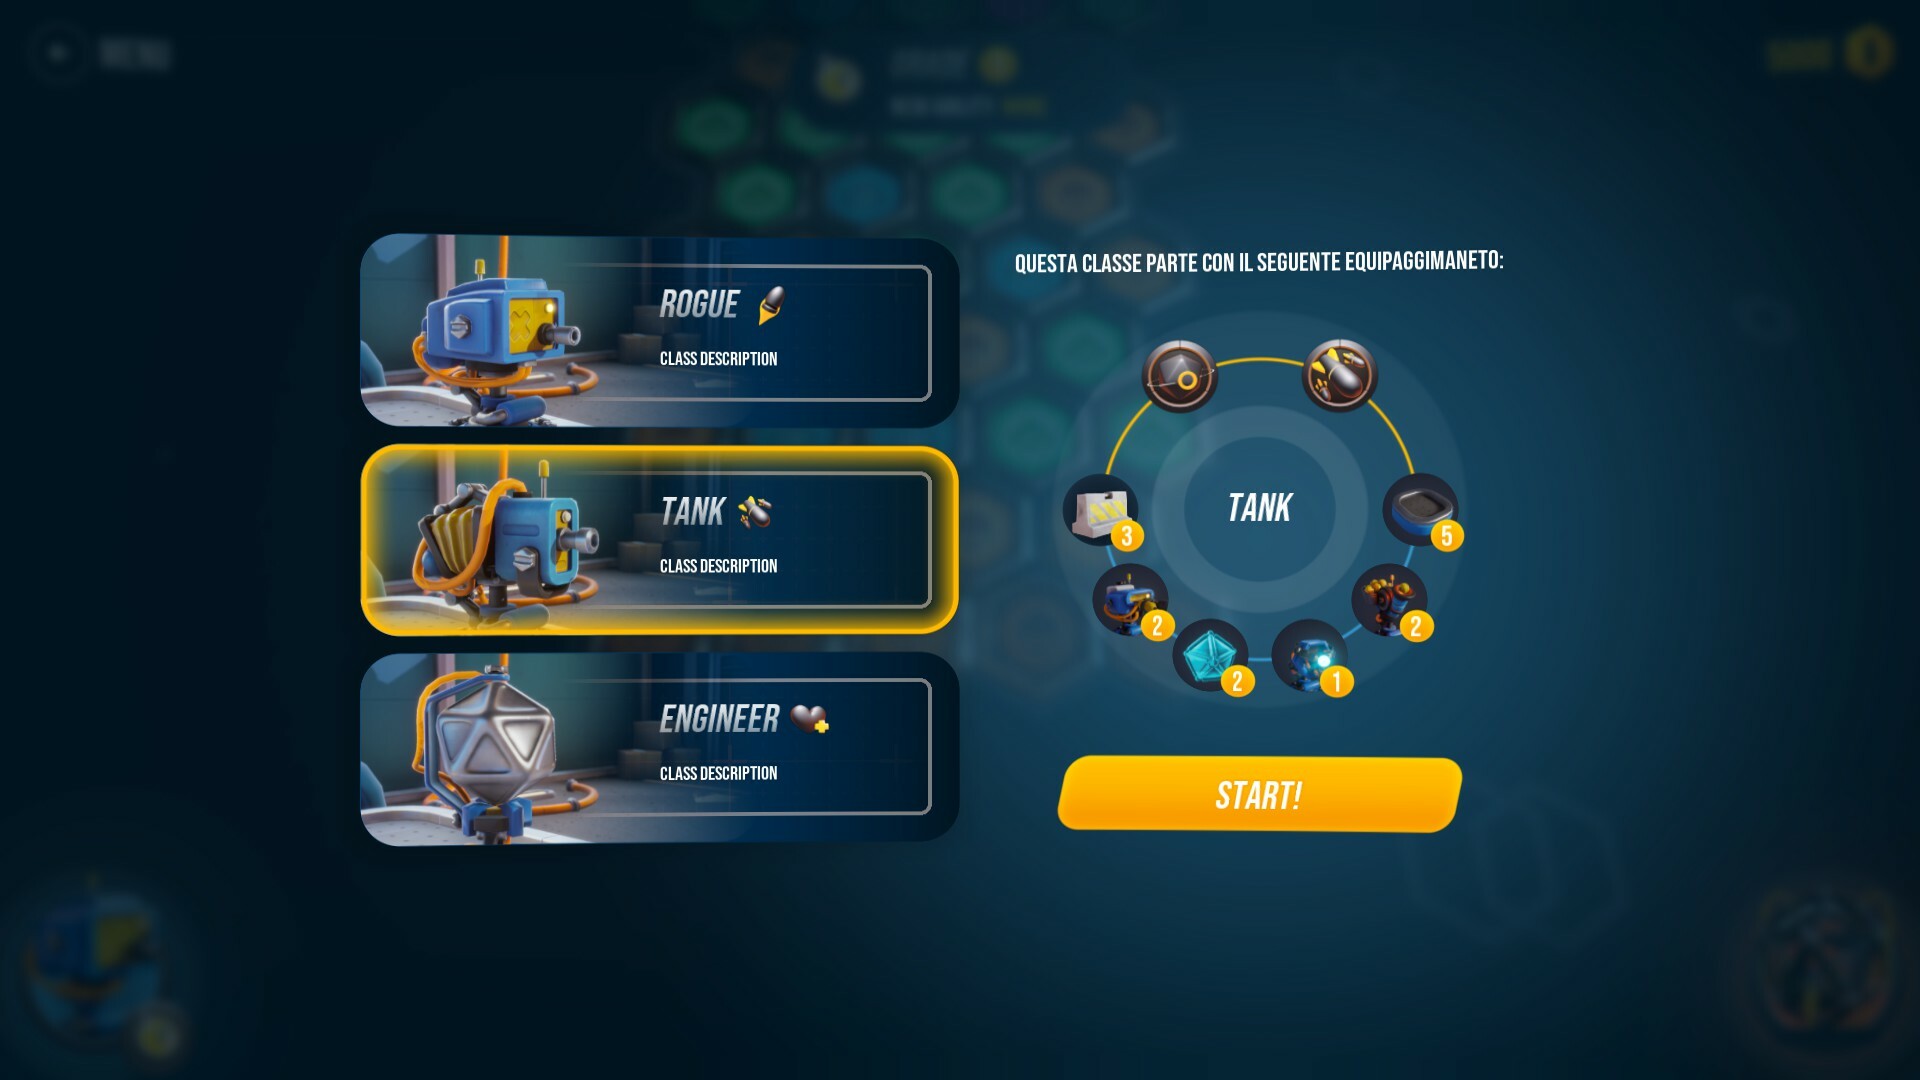 MENU
ROGUE
CLASS DESCRIPTION
TANK
CLASS DESCRIPTION
ENGINEER
CLASS DESCRIPTION
QUESTA CLASSE PARTE CON IL SEGUENTE EQUIPAGGIMANETO:
TANK
3
5
2
2
2
1
START!